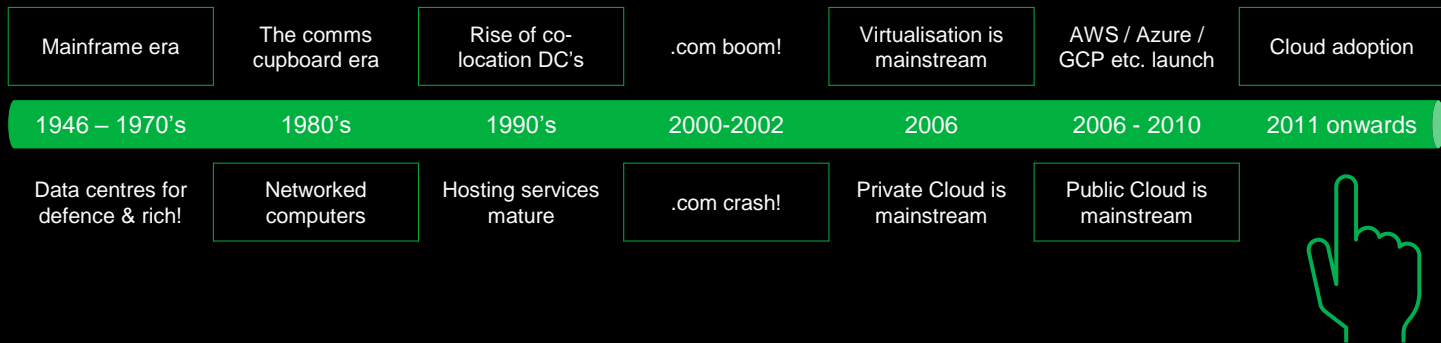 Mainframe era
The comms
cupboard era
Rise of co-
location DC's
.com boom!
Virtualisation is
mainstream
AWS / Azure /
GCP etc. launch
Cloud adoption
1946 – 1970’s
1980’s
1990’s
2000-2002
2006
2006 - 2010
2011 onwards
Data centres for
defence & rich!
Networked
computers
Hosting services
mature
.com crash!
Private Cloud is
mainstream
Public Cloud is
mainstream